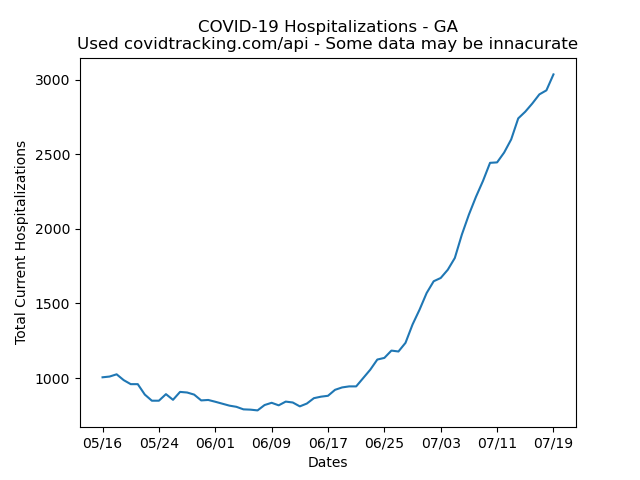 COVID-19 Hospitalizations - GA
Used covidtracking.com/api - Some data may be innacurate
Total Current Hospitalizations
3000
2500
2000
1500
1000
05/16 05/24 06/01 06/09 06/17 06/25 07/03 07/11 07/19
Dates